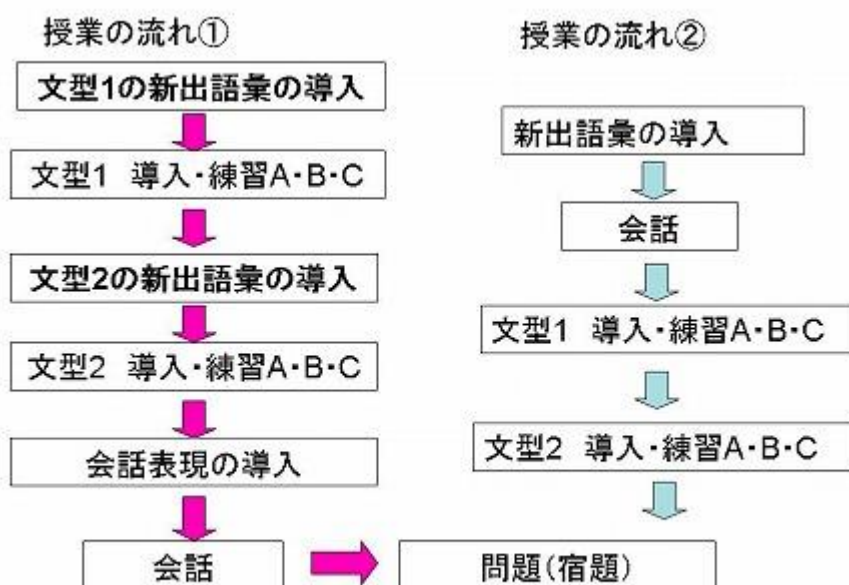 授業の流れ①
文型1の新出語彙の導入
文型1 導入・練習A・B・C
文型2の新出語彙の導入
文型2 導入・練習A・B・C
会話表現の導入
会話
授業の流れ②
新出語彙の導入
会話
文型1 導入・練習A・B・C
文型2 導入・練習A・B・C
問題(宿題)